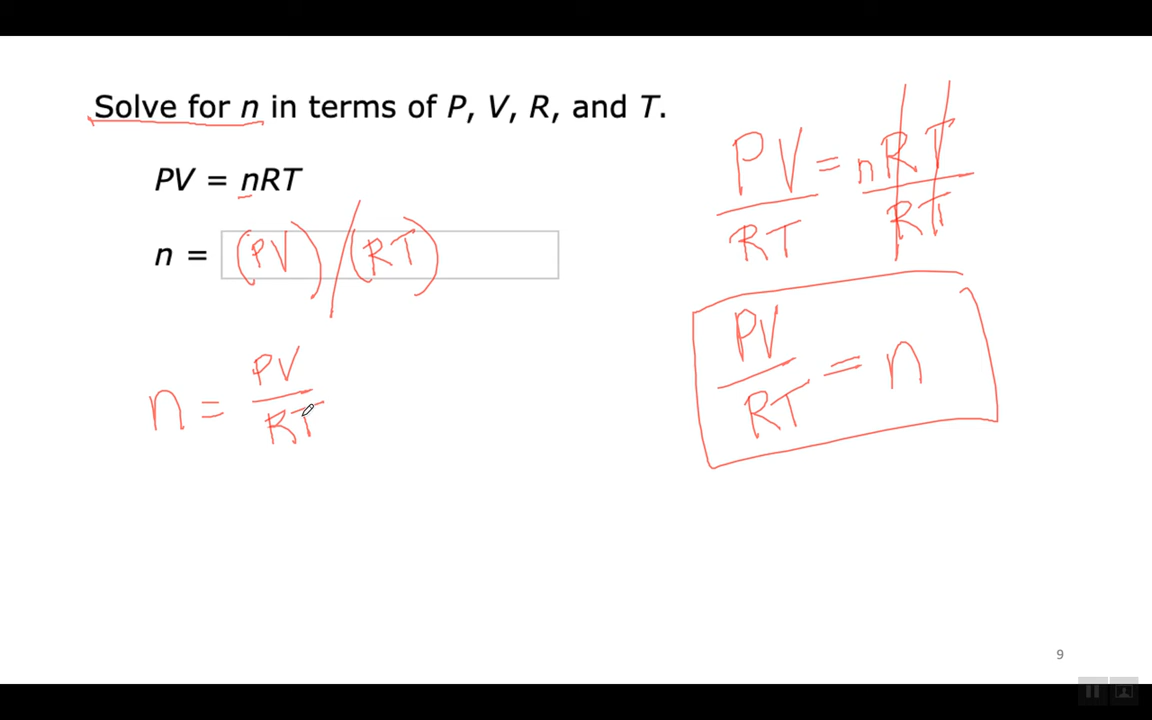 Solve for n in terms of P, V, R, and T.
PV = nRT
n = (PV)/(RT)
n = PV
RT
PV = nRT
RT RT
PV
RT = n
9